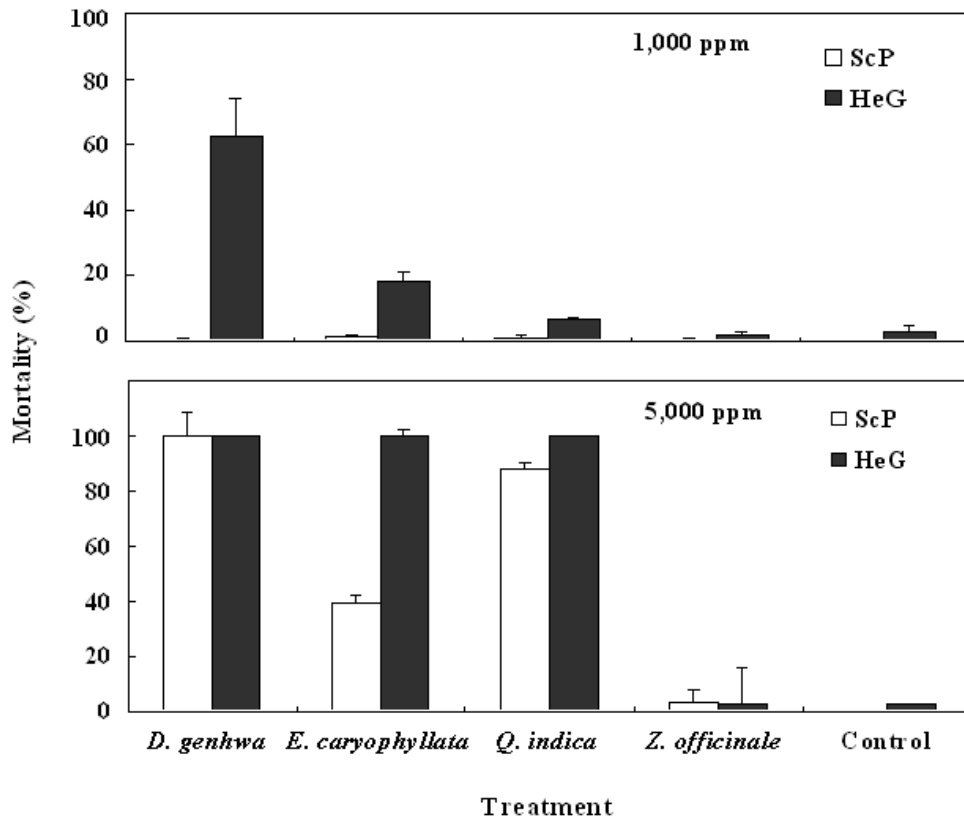 Mortality (%)
100
80
60
40
20
0
1,000 ppm
ScP
HeG
100
80
60
40
20
0
5,000 ppm
ScP
HeG
D. genhwa E. caryophyllata Q. indica Z. officinale Control
Treatment